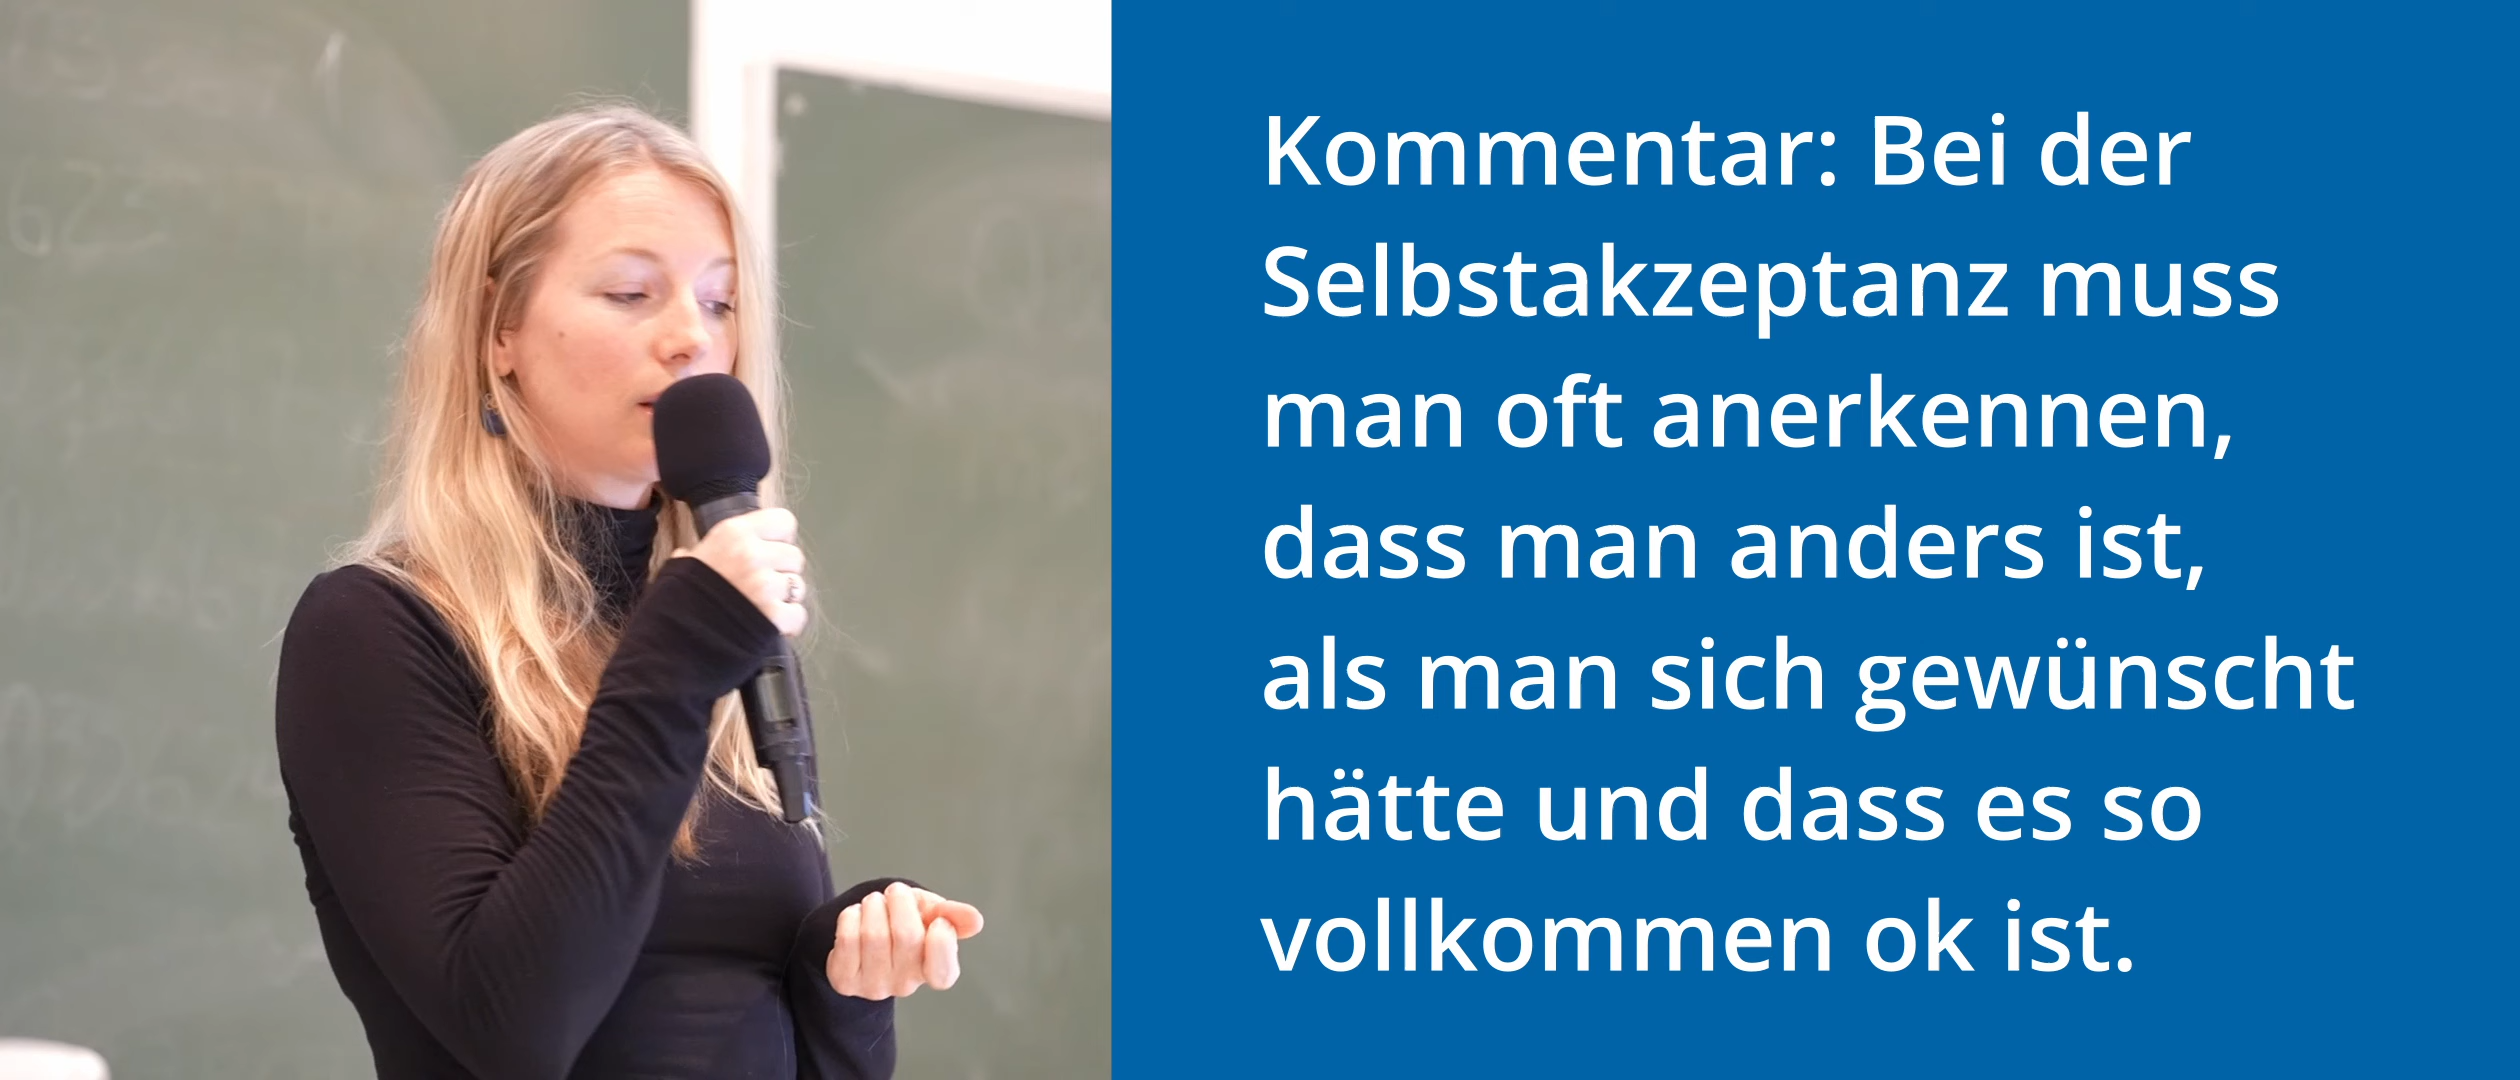 Kommentar: Bei der
Selbstakzeptanz muss
man oft anerkennen,
dass man anders ist,
als man sich gewünscht
hätte und dass es so
vollkommen ok ist.